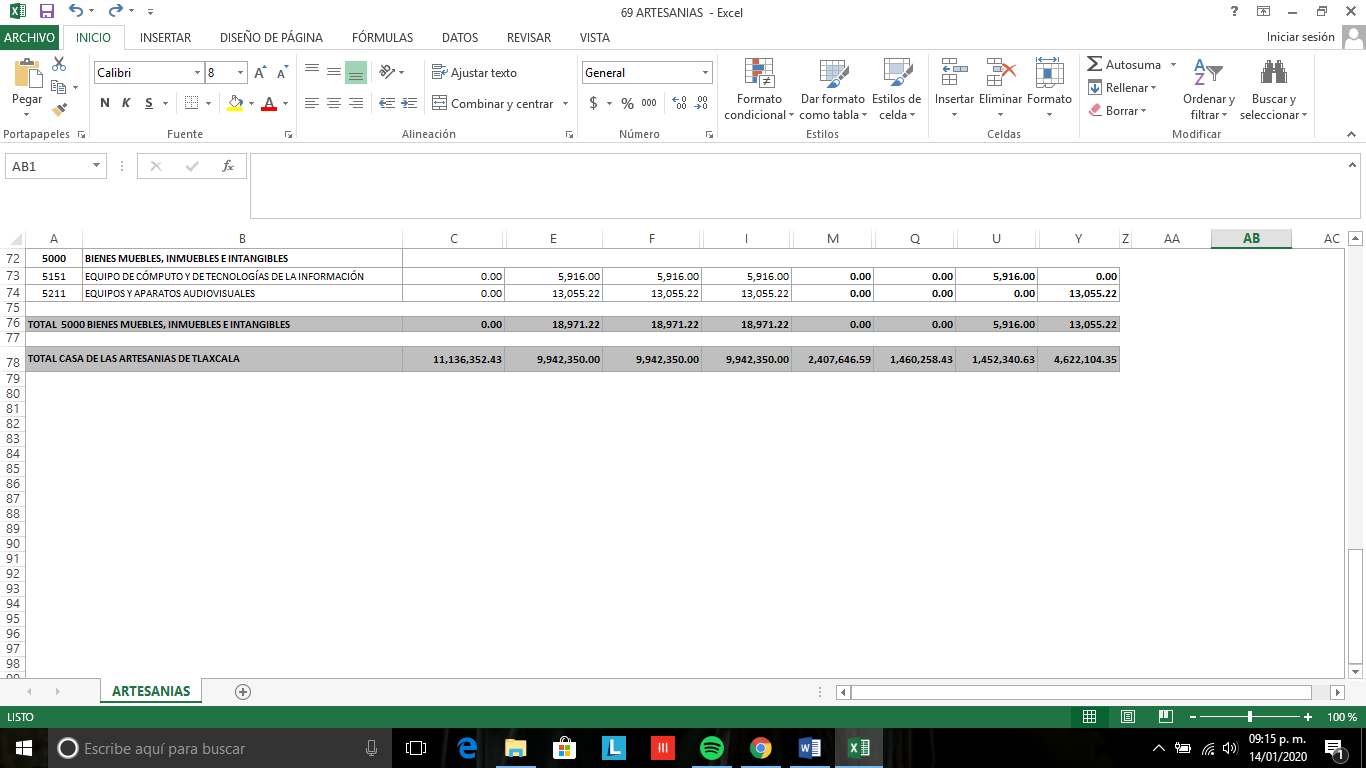 69 ARTESANIAS - Excel
?
ARCHIVO INICIO INSERTAR DISEÑO DE PÁGINA FÓRMULAS DATOS REVISAR VISTA Iniciar sesión
Pegar
Portapapeles
Calibri 8
N K S
Fuente
Ajustar texto
Combinar y centrar
Alineación
General
$ % 000
Número
Formato condicional
Dar formato como tabla
Estilos de celda
Estilos
Insertar Eliminar Formato
Celdas
Autosuma
Rellenar
Borrar
Ordenar y filtrar
Buscar y seleccionar
Modificar
AB1 fx
A B C E F I M Q U Y Z AA AB AC
72 5000 BIENES MUEBLES, INMUEBLES E INTANGIBLES
73 5151 EQUIPO DE CÓMPUTO Y DE TECNOLOGÍAS DE LA INFORMACIÓN 0.00 5,916.00 5,916.00 5,916.00 0.00 0.00 5,916.00 0.00
74 5211 EQUIPOS Y APARATOS AUDIOVISUALES 0.00 13,055.22 13,055.22 13,055.22 0.00 0.00 0.00 13,055.22
75
76 TOTAL 5000 BIENES MUEBLES, INMUEBLES E INTANGIBLES 0.00 18,971.22 18,971.22 18,971.22 0.00 0.00 5,916.00 13,055.22
77
78 TOTAL CASA DE LAS ARTESANIAS DE TLAXCALA 11,136,352.43 9,942,350.00 9,942,350.00 9,942,350.00 2,407,646.59 1,460,258.43 1,452,340.63 4,622,104.35
79
80
81
82
83
84
85
86
87
88
89
90
91
92
93
94
95
96
97
98
ARTESANIAS
LISTO 100 %
Escribe aquí para buscar
09:15 p. m.
14/01/2020
1